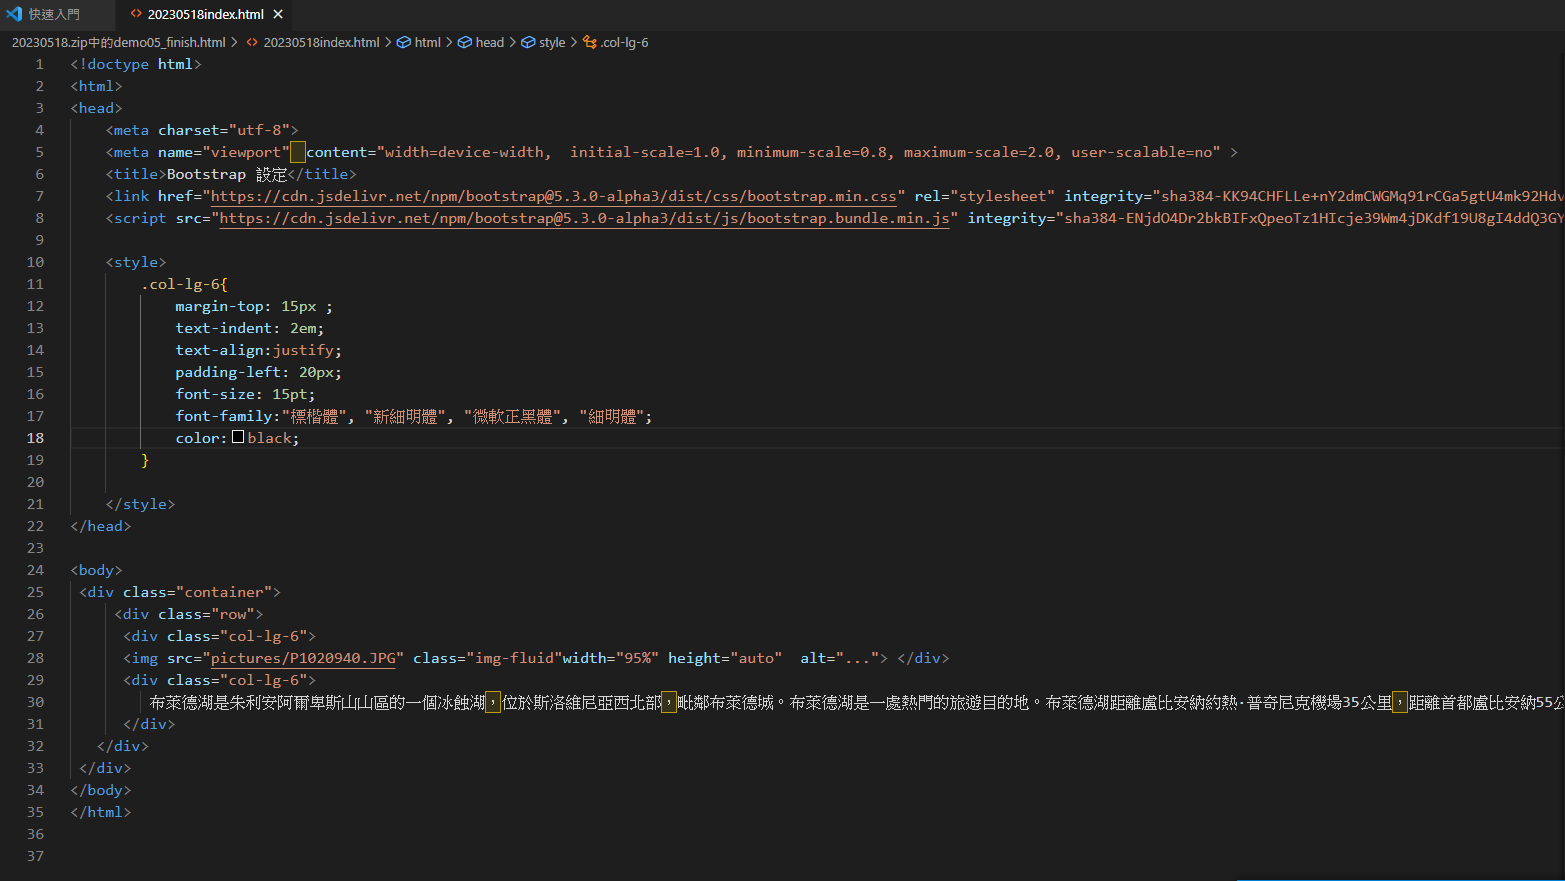 快速入門
20230518index.html
20230518.zip中的demo05_finish.html > 20230518index.html > html > head > style > .col-lg-6
1 <!doctype html>
2 <html>
3 <head>
4 <meta charset="utf-8">
5 <meta name="viewport" content="width=device-width,  initial-scale=1.0, minimum-scale=0.8, maximum-scale=2.0, user-scalable=no" >
6 <title>Bootstrap 設定</title>
7 <link href="https://cdn.jsdelivr.net/npm/bootstrap@5.3.0-alpha3/dist/css/bootstrap.min.css" rel="stylesheet" integrity="sha384-KK94CHFLLe+nY2dmCWGMq91rCGa5gtU4mk92Hdv
8 <script src="https://cdn.jsdelivr.net/npm/bootstrap@5.3.0-alpha3/dist/js/bootstrap.bundle.min.js" integrity="sha384-ENjdO4Dr2bkBIFxQpeoTz1HIcje39Wm4jDKdf19U8gI4ddQ3GY
9
10 <style>
11 .col-lg-6{
12 margin-top: 15px ;
13 text-indent: 2em;
14 text-align:justify;
15 padding-left: 20px;
16 font-size: 15pt;
17 font-family:"標楷體", "新細明體", "微軟正黑體", "細明體";
18 color:black;
19 }
20
21 </style>
22 </head>
23
24 <body>
25 <div class="container">
26 <div class="row">
27 <div class="col-lg-6">
28 <img src="pictures/P1020940.JPG" class="img-fluid"width="95%" height="auto"  alt="..."> </div>
29 <div class="col-lg-6">
30 布萊德湖是朱利安阿爾卑斯山山區的一個冰蝕湖，位於斯洛維尼亞西北部，毗鄰布萊德城。布萊德湖是一處熱門的旅遊目的地。布萊德湖距離盧比安納約熱·普奇尼克機場35公里，距離首都盧比安納55公
31 </div>
32 </div>
33 </div>
34 </body>
35 </html>
36
37